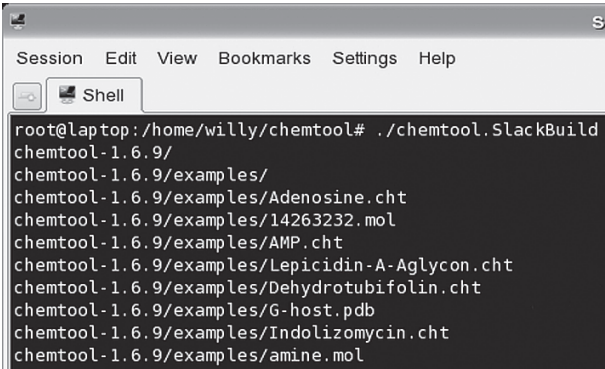 S
Session Edit View Bookmarks Settings Help
Shell
root@laptop:/home/willy/chemtool# ./chemtool.SlackBuild
chemtool-1.6.9/
chemtool-1.6.9/examples/
chemtool-1.6.9/examples/Adenosine.cht
chemtool-1.6.9/examples/14263232.mol
chemtool-1.6.9/examples/AMP.cht
chemtool-1.6.9/examples/Lepicidin-A-Aglycon.cht
chemtool-1.6.9/examples/Dehydrotubifolin.cht
chemtool-1.6.9/examples/G-host.pdb
chemtool-1.6.9/examples/Indolizomycin.cht
chemtool-1.6.9/examples/amine.mol